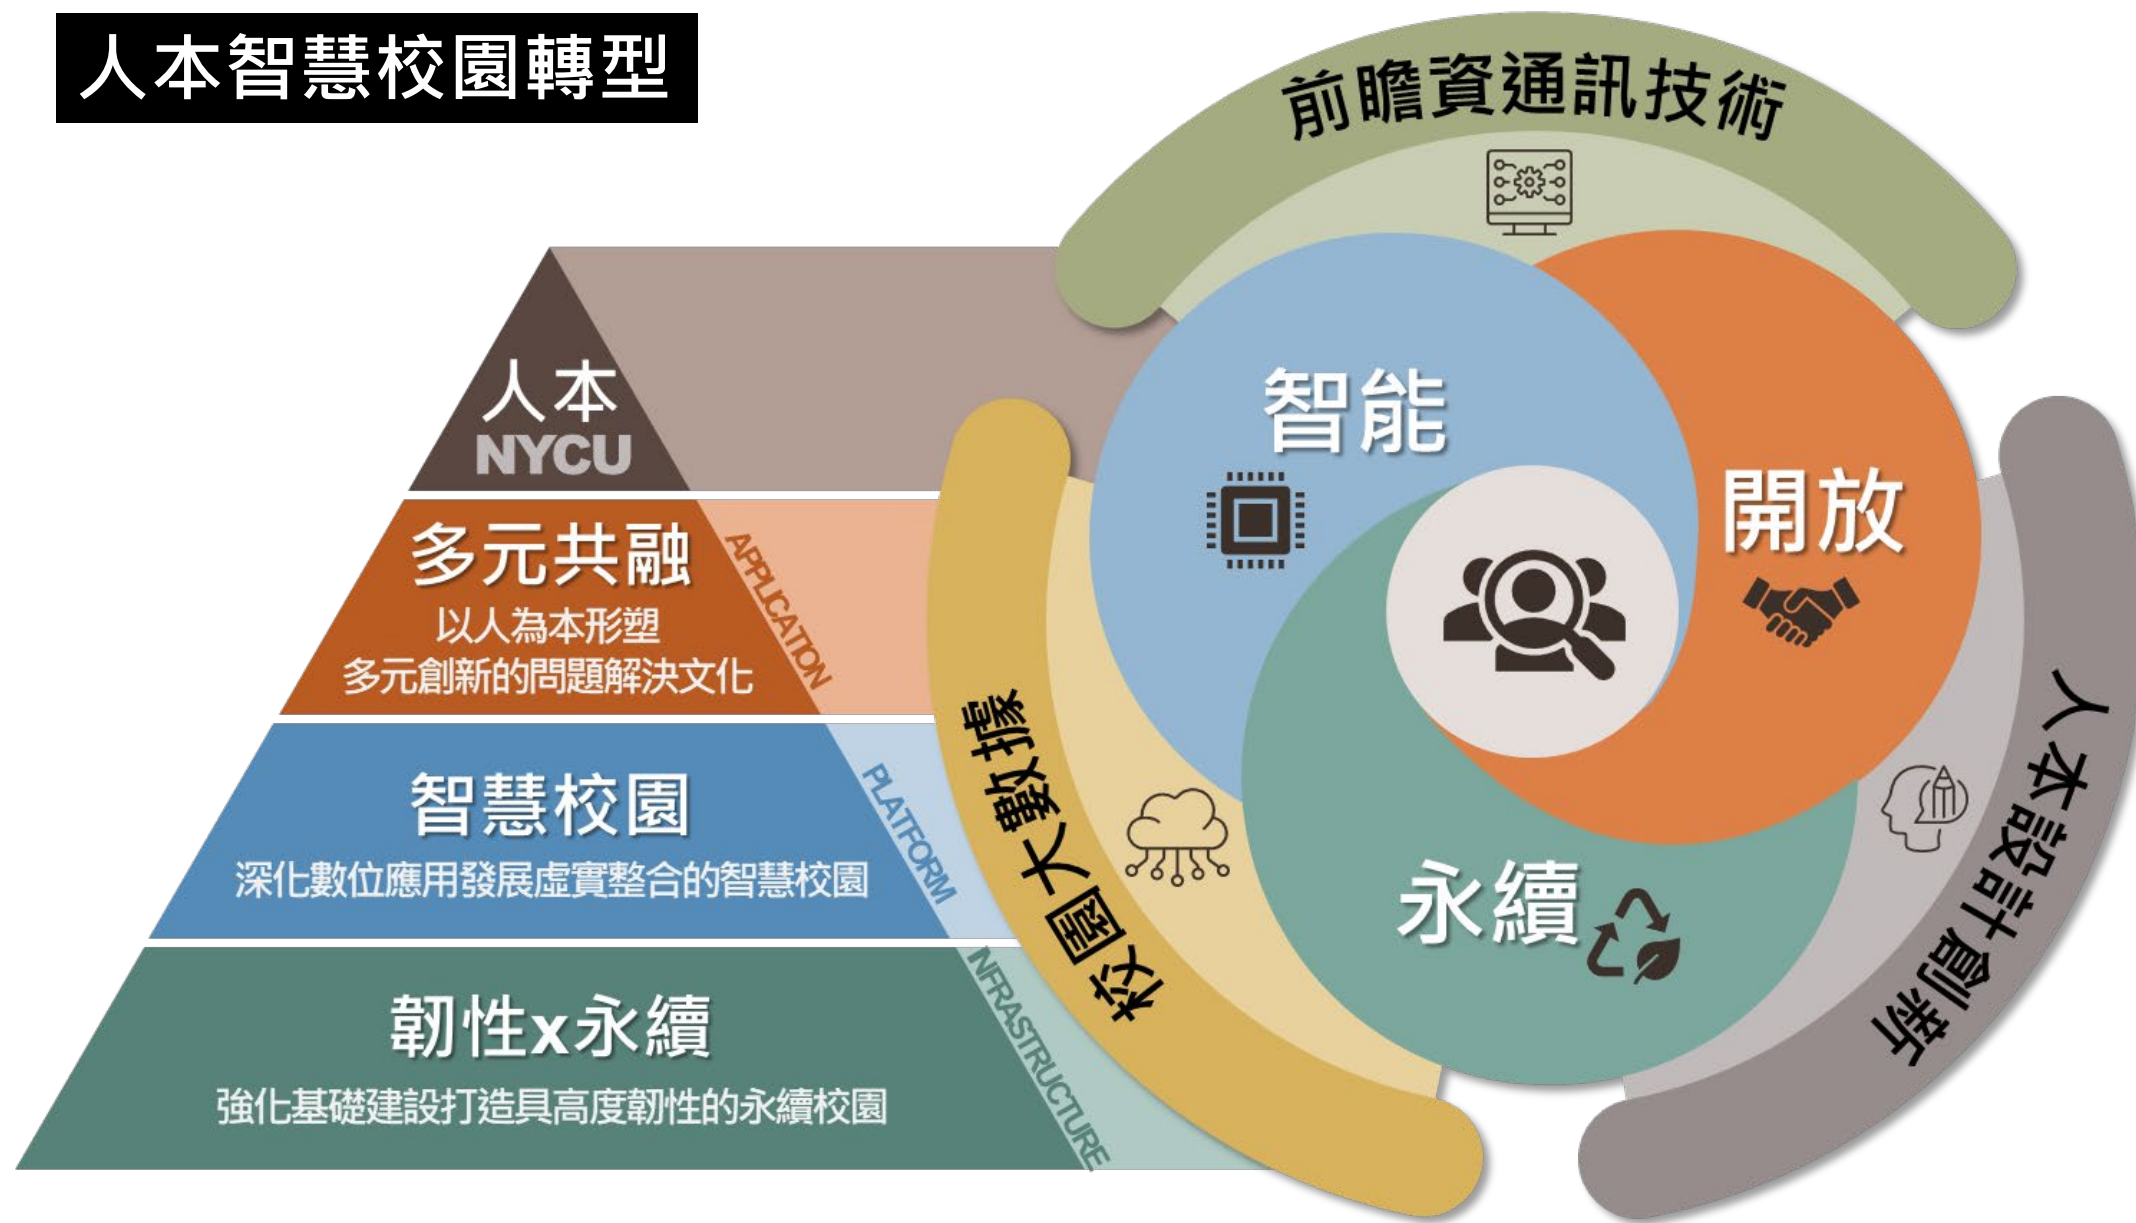 人本智慧校園轉型
人本
NYCU
多元共融
以人為本形塑
多元創新的問題解決文化
APPLICATION
智慧校園
深化數位應用發展虛實整合的智慧校園
PLATFORM
韌性x永續
強化基礎建設打造具高度韌性的永續校園
INFRASTRUCTURE
前瞻資通訊技術
智能
開放
永續
校園大數據
人本設計創新